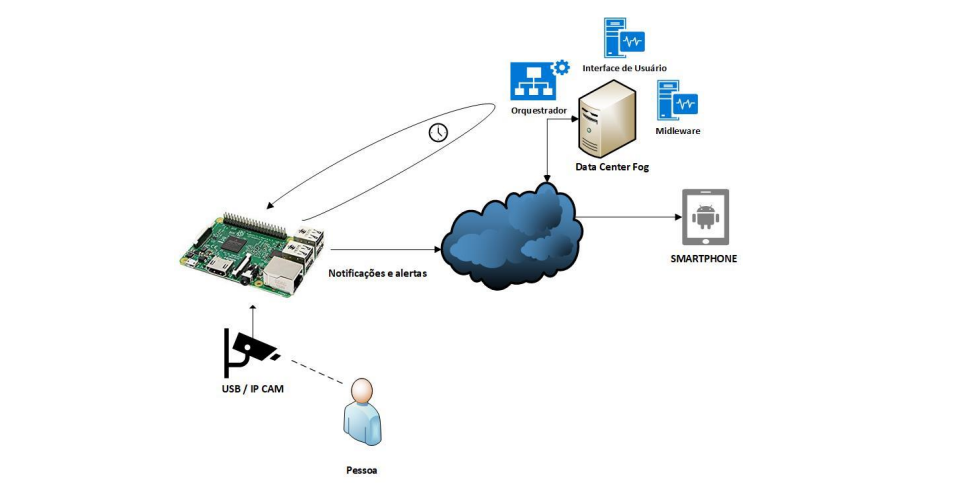 Interface de Usuário
Orquestrador
Midleware
Data Center Fog
SMARTPHONE
Notificações e alertas
USB / IP CAM
Pessoa